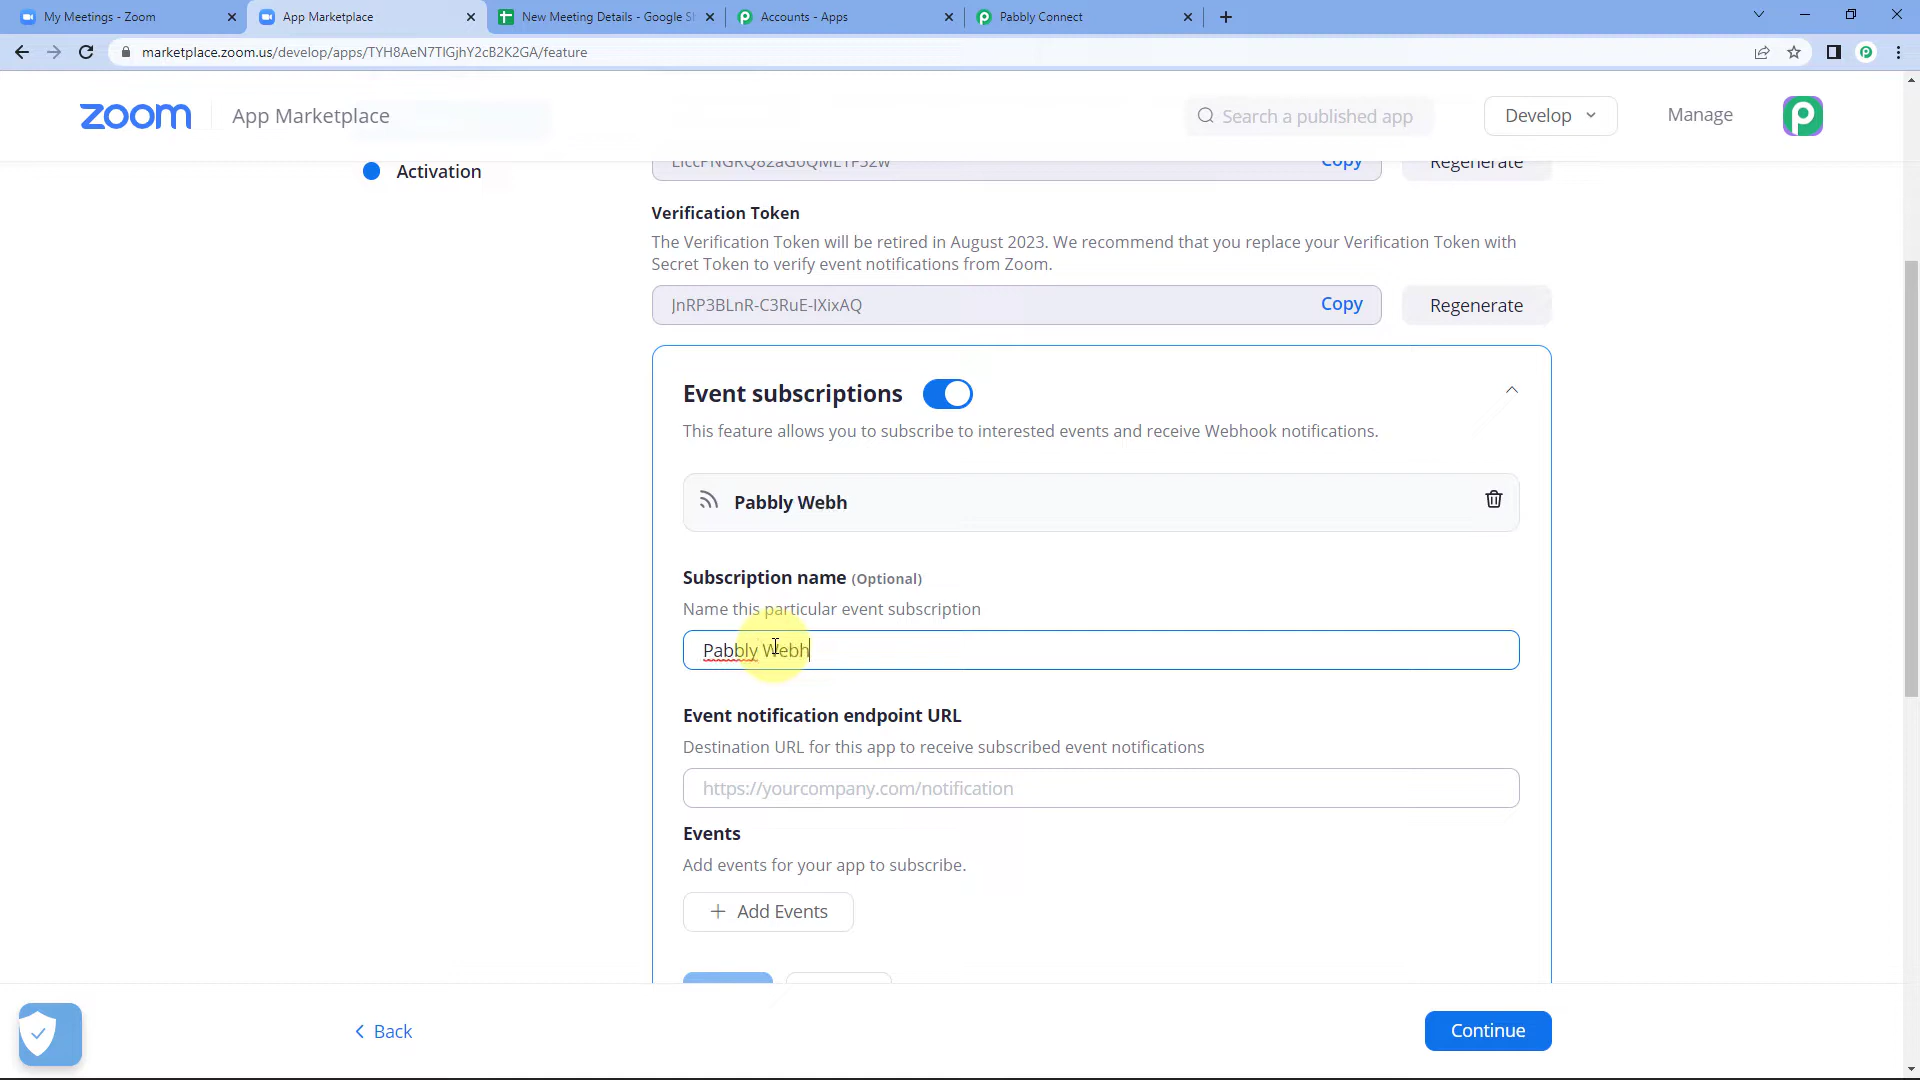 My Meetings - Zoom
App Marketplace
New Meeting Details - Google S
Accounts - Apps
Pabbly Connect
marketplace.zoom.us/develop/apps/TYH8AeN7TIGjhY2cB2K2GA/feature
zoom
App Marketplace
Search a published app
Develop
Manage
Activation
Copy
Regenerate
Verification Token
The Verification Token will be retired in August 2023. We recommend that you replace your Verification Token with
Secret Token to verify event notifications from Zoom.
JnRP3BLnR-C3RuE-IXixAQ
Copy
Regenerate
Event subscriptions
This feature allows you to subscribe to interested events and receive Webhook notifications.
Pabbly Webh
Subscription name (Optional)
Name this particular event subscription
Pabbly Webh
Event notification endpoint URL
Destination URL for this app to receive subscribed event notifications
https://yourcompany.com/notification
Events
Add events for your app to subscribe.
+ Add Events
< Back
Continue